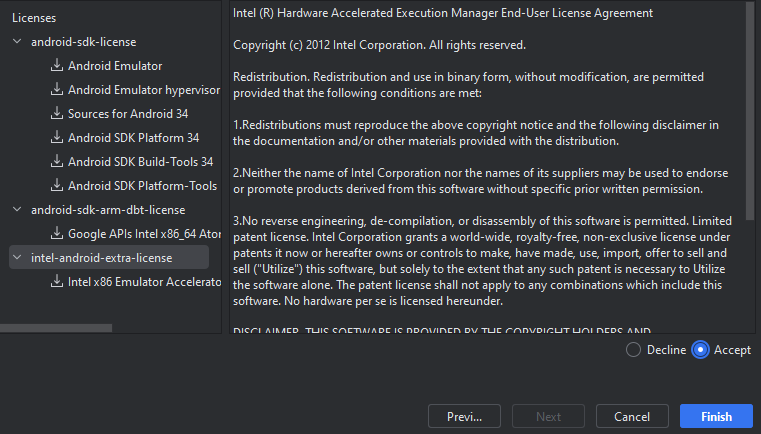 Licenses
android-sdk-license
Android Emulator
Android Emulator hypervisor
Sources for Android 34
Android SDK Platform 34
Android SDK Build-Tools 34
Android SDK Platform-Tools
android-sdk-arm-dbt-license
Google APIs Intel x86_64 Ator
intel-android-extra-license
Intel x86 Emulator Accelerato
Intel (R) Hardware Accelerated Execution Manager End-User License Agreement
Copyright (c) 2012 Intel Corporation. All rights reserved.
Redistribution. Redistribution and use in binary form, without modification, are permitted
provided that the following conditions are met:
1.Redistributions must reproduce the above copyright notice and the following disclaimer in
the documentation and/or other materials provided with the distribution.
2.Neither the name of Intel Corporation nor the names of its suppliers may be used to endorse
or promote products derived from this software without specific prior written permission.
3.No reverse engineering, de-compilation, or disassembly of this software is permitted. Limited
patent license. Intel Corporation grants a world-wide, royalty-free, non-exclusive license under
patents it now or hereafter owns or controls to make, have made, use, import, offer to sell and
sell ("Utilize") this software, but solely to the extent that any such patent is necessary to Utilize
the software alone. The patent license shall not apply to any combinations which include this
software. No hardware per se is licensed hereunder.
DISCLAIMER. THIS SOFTWARE IS PROVIDED BY THE COPYRIGHT HOLDERS AND
Decline Accept
Previ... Next Cancel Finish